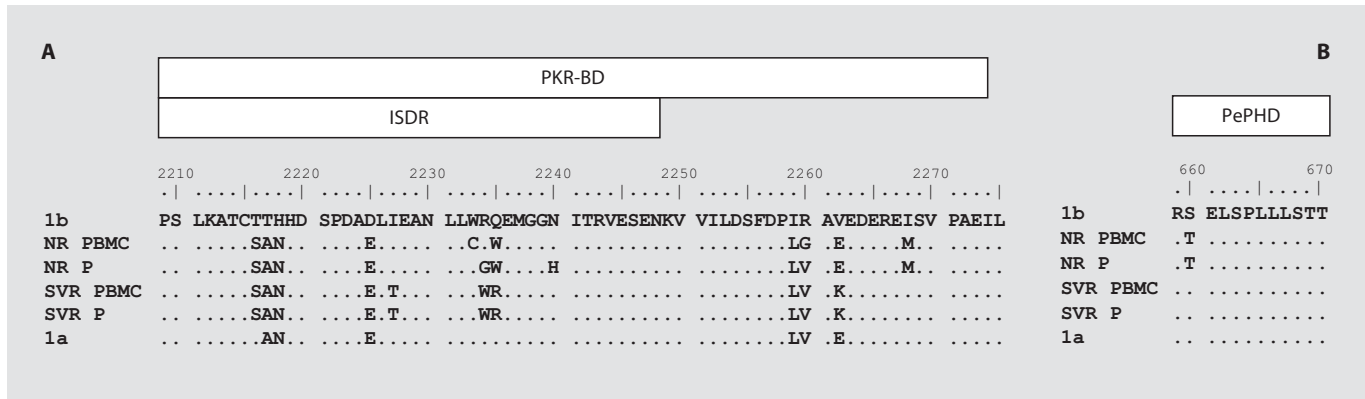 A
B
PKR-BD
ISDR
PePHD
2210 2220 2230 2240 2250 2260 2270
.| ....|....| ....|....| ....|....| ....|....| ....|....| ....|....| ....|....| ....|
1b PS LKATCTTHHD SPDADLIEAN LLWRQEMGGN ITRVESENKV VILDSFDPIR AVEDEREISV PAEIL
NR PBMC .. .....SAN.. ....E..... ...C.W.... .......... ........LG .E.....M.. .....
NR P .. .....SAN.. ....E..... ....GW...H .......... ........LV .E.....M.. .....
SVR PBMC .. .....SAN.. ....E.T... ....WR.... .......... ........LV .K........ .....
SVR P .. .....SAN.. ....E.T... ....WR.... .......... ........LV .K........ .....
1a .. ......AN.. ....E..... .......... .......... ........LV .E........ .....
660 670
.| ....|....|
1b RS ELSPLLLSTT
NR PBMC .T ..........
NR P .T ..........
SVR PBMC .. ..........
SVR P .. ..........
1a .. ..........